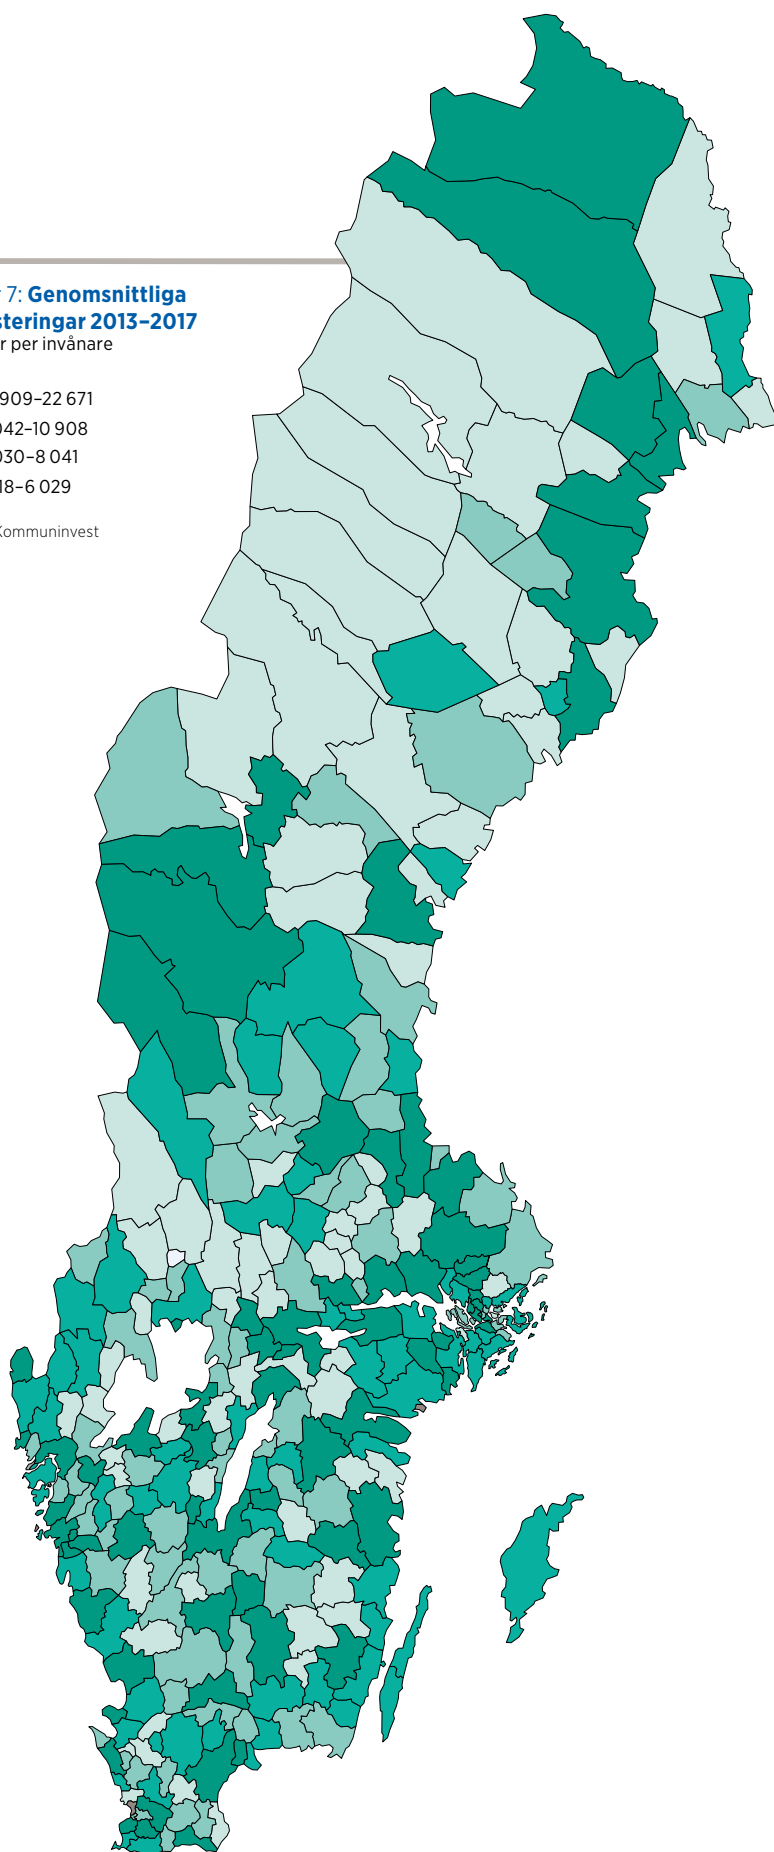 7: Genomsnittliga
steringar 2013–2017
r per invånare
909–22 671
042–10 908
030–8 041
18–6 029
Kommuninvest